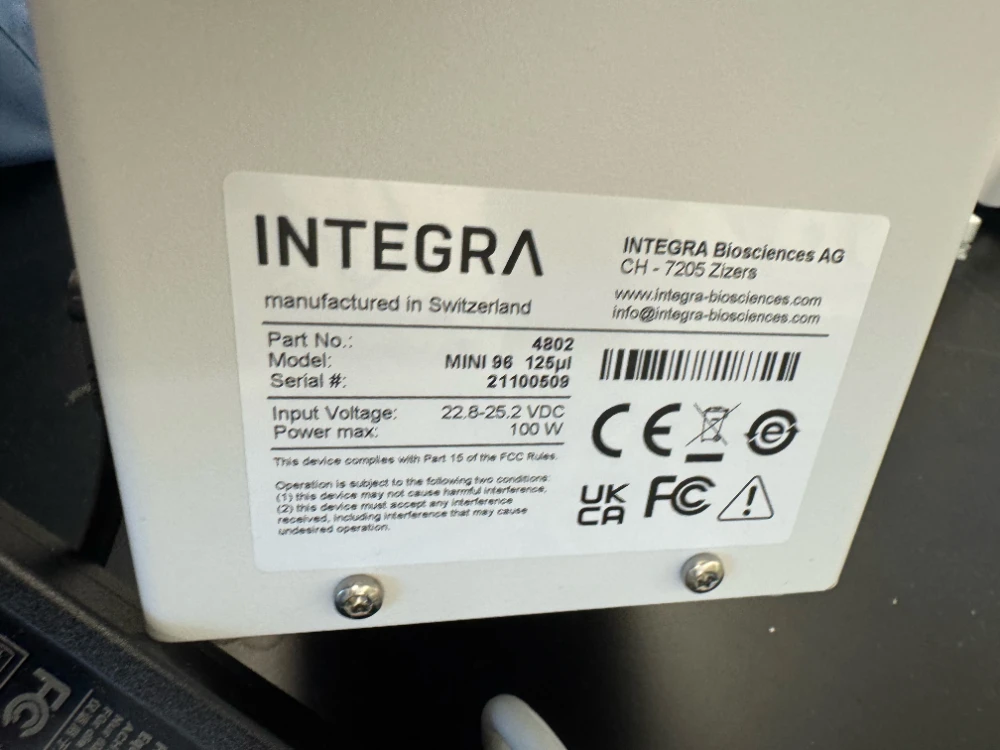 INTEGRA
manufactured in Switzerland
INTEGRA Biosciences AG
CH - 7205 Zizers
www.integra-biosciences.com
info@integra-biosciences.com
Part No.: 4802
Model: MINI 96 125µl
Serial #: 21100509
Input Voltage: 22.8-25.2 VDC
Power max: 100 W
This device complies with Part 15 of the FCC Rules.
Operation is subject to the following two conditions:
(1) this device may not cause harmful interference,
(2) this device must accept any interference
received, including interference that may cause
undesired operation.
CE
e
UK
CA
FC
FC